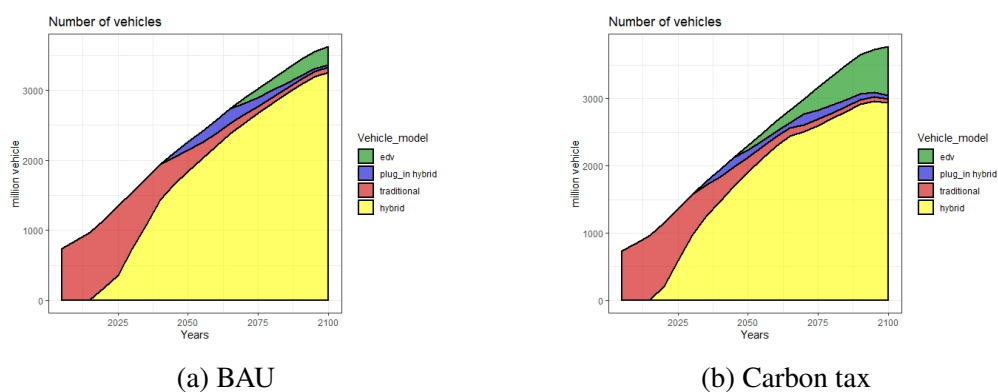 Number of vehicles
million vehicle
3000
2000
1000
0
2025
2050
2075
2100
Years
Vehicle_model
edv
plug_in hybrid
traditional
hybrid
(a) BAU
Number of vehicles
million vehicle
3000
2000
1000
0
2025
2050
2075
2100
Years
Vehicle_model
edv
plug_in hybrid
traditional
hybrid
(b) Carbon tax